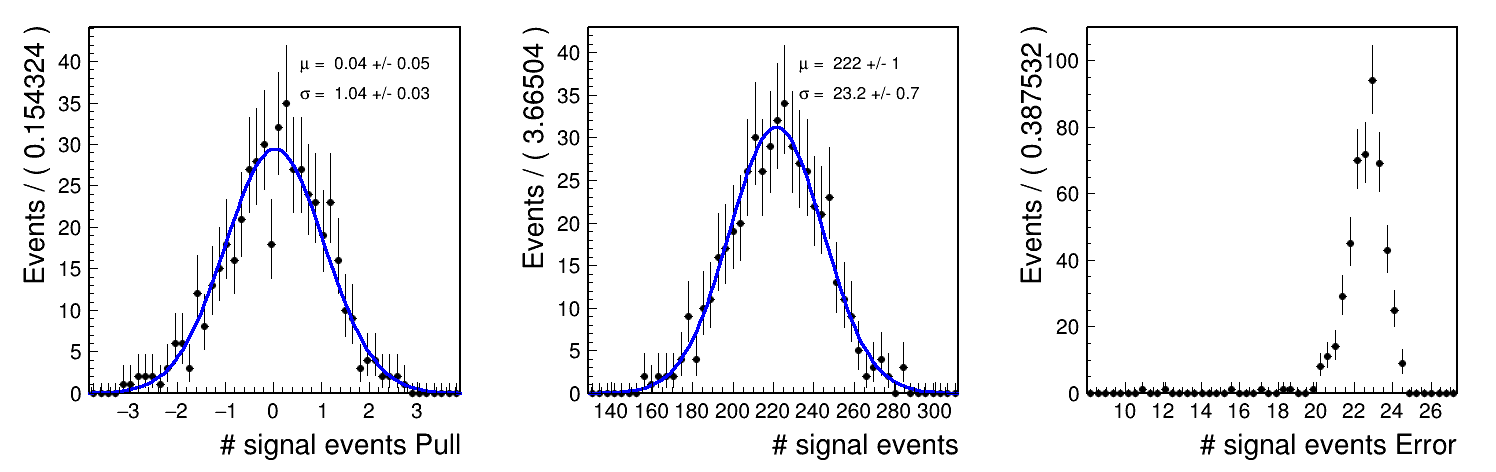 Events / ( 0.154324 )
40
35
30
25
20
15
10
5
0
μ = 0.04 +/- 0.05
σ = 1.04 +/- 0.03
−3 −2 −1 0 1 2 3
# signal events Pull
Events / ( 3.66504 )
40
35
30
25
20
15
10
5
0
μ = 222 +/- 1
σ = 23.2 +/- 0.7
140 160 180 200 220 240 260 280 300
# signal events
Events / ( 0.387532 )
100
80
60
40
20
0
10 12 14 16 18 20 22 24 26
# signal events Error